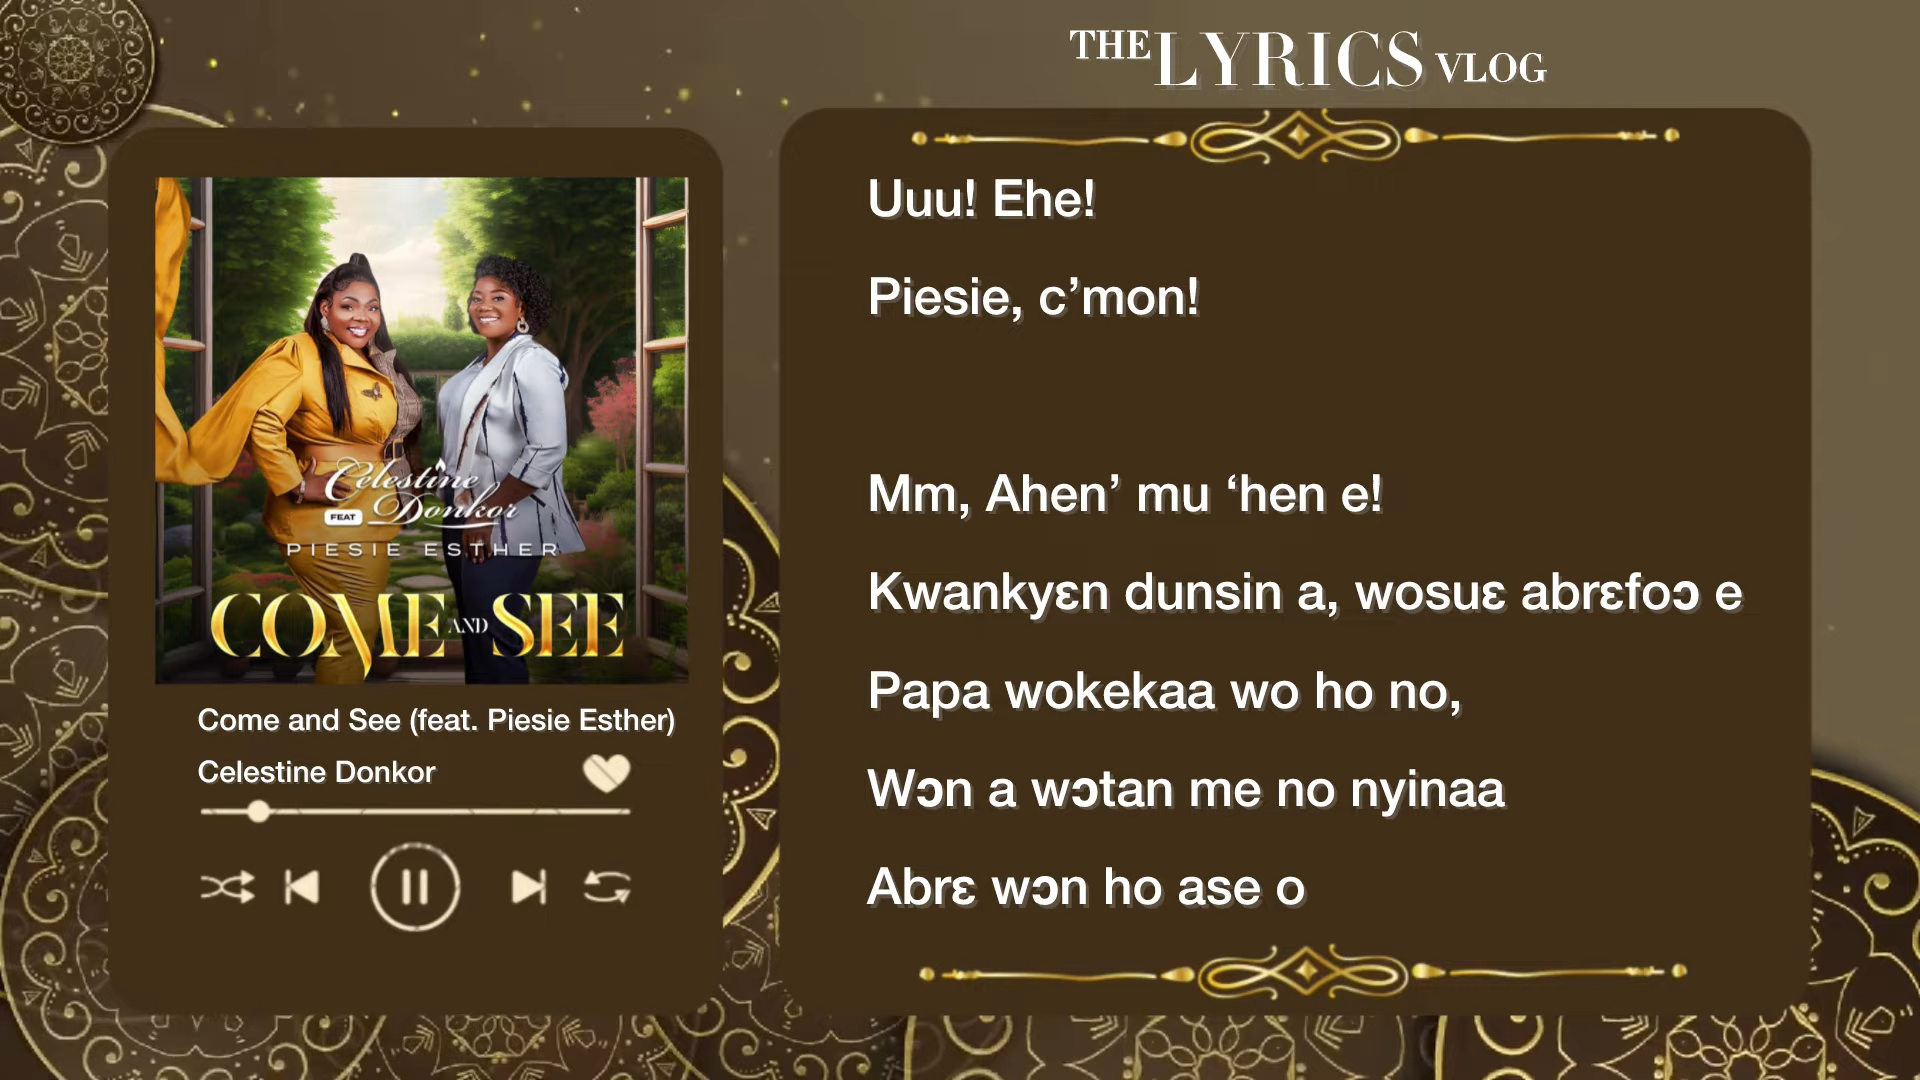 THE LYRICS VLOG
Celestine
FEAT Donkor
PIESIE ESTHER
COME AND SEE
Come and See (feat. Piesie Esther)
Celestine Donkor
Uuu! Ehe!
Piesie, c’mon!
Mm, Ahen’ mu ‘hen e!
Kwankyɛn dunsin a, wosuɛ abrɛfoɔ e
Papa wokekaa wo ho no,
Wɔn a wɔtan me no nyinaa
Abrɛ wɔn ho ase o